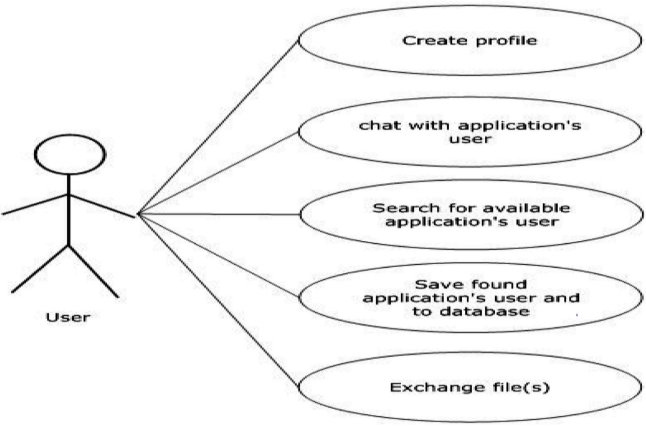 Create profile
chat with application's
user
Search for available
application's user
Save found
application's user and
to database
User
Exchange file(s)